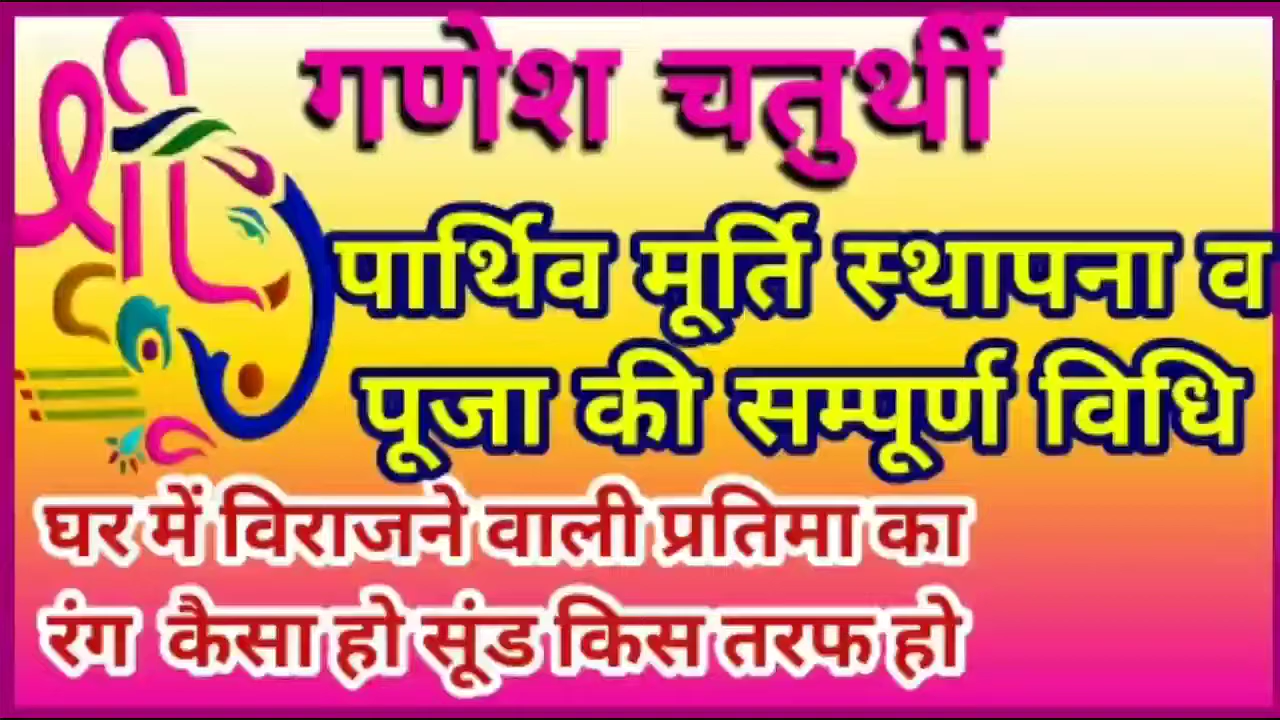 श्री
गणेश चतुर्थी
पार्थिव मूर्ति स्थापना व
पूजा की सम्पूर्ण विधि
घर में विराजने वाली प्रतिमा का
रंग कैसा हो सूंड किस तरफ हो